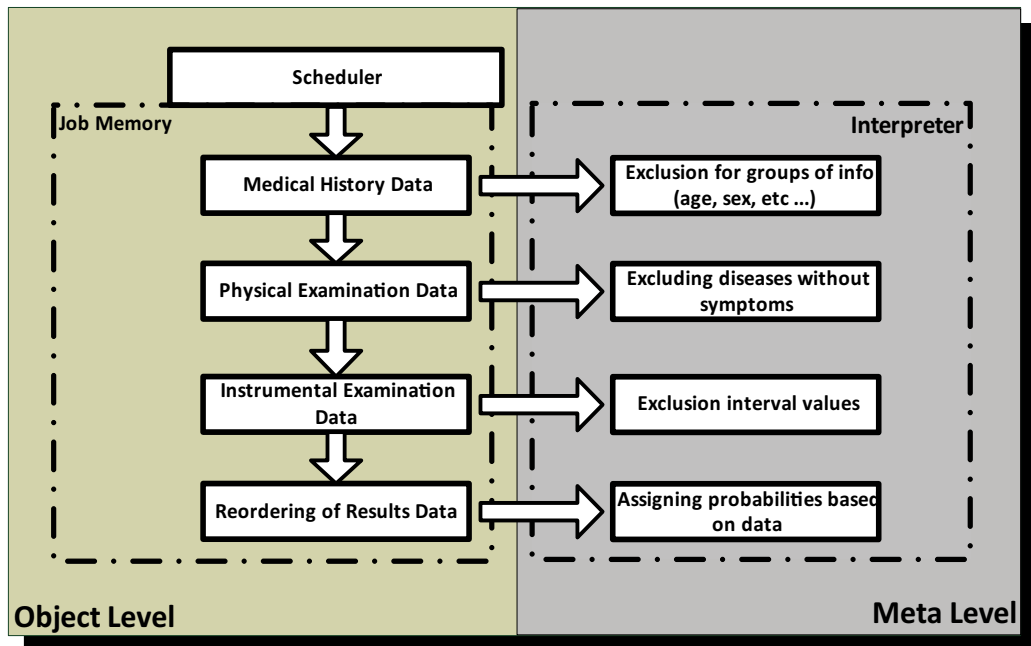 Scheduler
Job Memory
Interpreter
Medical History Data
Exclusion for groups of info
(age, sex, etc ...)
Physical Examination Data
Excluding diseases without
symptoms
Instrumental Examination
Data
Exclusion interval values
Reordering of Results Data
Assigning probabilities based
on data
Object Level
Meta Level